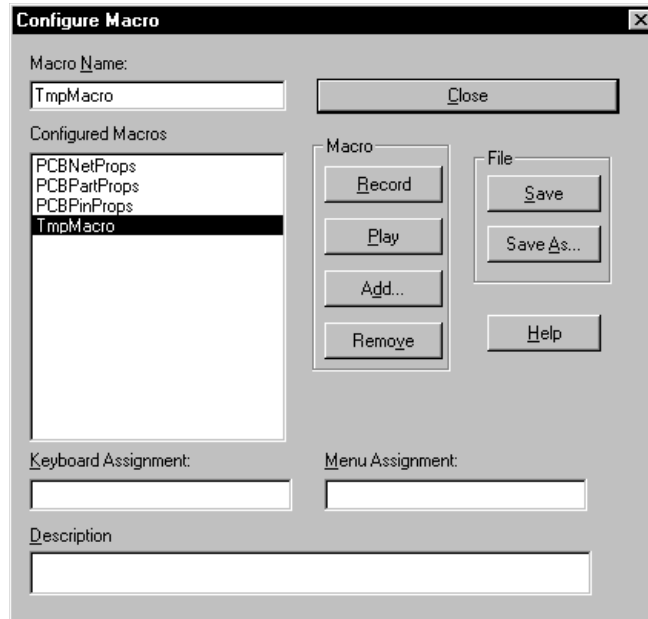 Configure Macro
Macro Name:
TmpMacro
Close
Configured Macros
PCBNetProps
PCBPartProps
PCBPinProps
TmpMacro
Macro
Record
Play
Add...
Remove
File
Save
Save As...
Help
Keyboard Assignment:
Menu Assignment:
Description